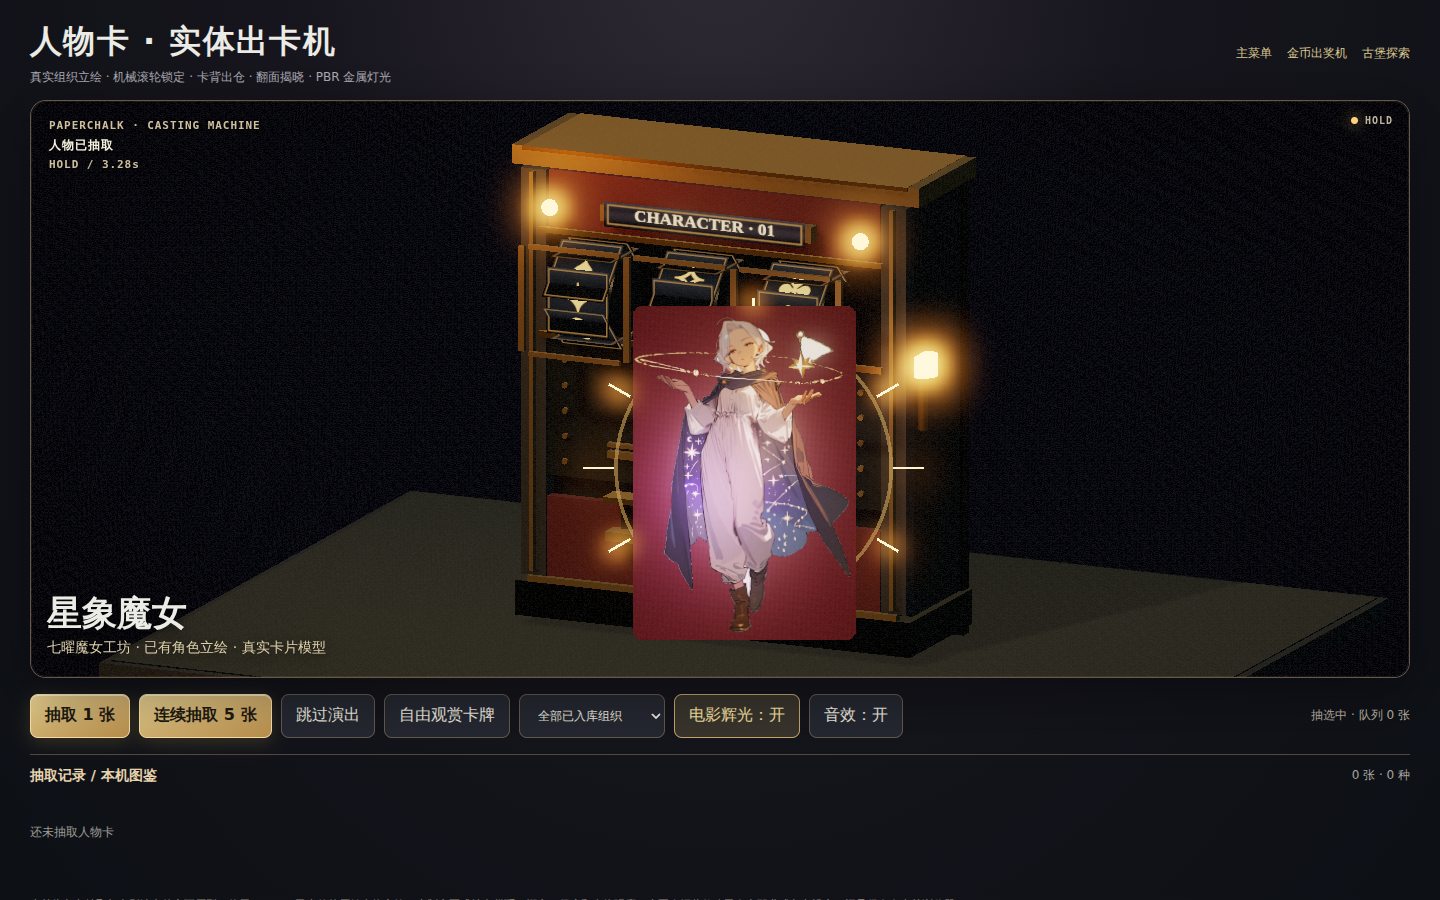 人物卡 · 实体出卡机
真实组织立绘 · 机械滚轮锁定 · 卡背出仓 · 翻面揭晓 · PBR 金属灯光
主菜单 金币出奖机 古堡探索
PAPERCHALK · CASTING MACHINE
人物已抽取
HOLD / 3.28s
HOLD
CHARACTER · 01
星象魔女
七曜魔女工坊 · 已有角色立绘 · 真实卡片模型
抽取 1 张 连续抽取 5 张 跳过演出 自由观赏卡牌 全部已入库组织 电影辉光：开 音效：开 抽选中 · 队列 0 张
抽取记录 / 本机图鉴 0 张 · 0 种
还未抽取人物卡